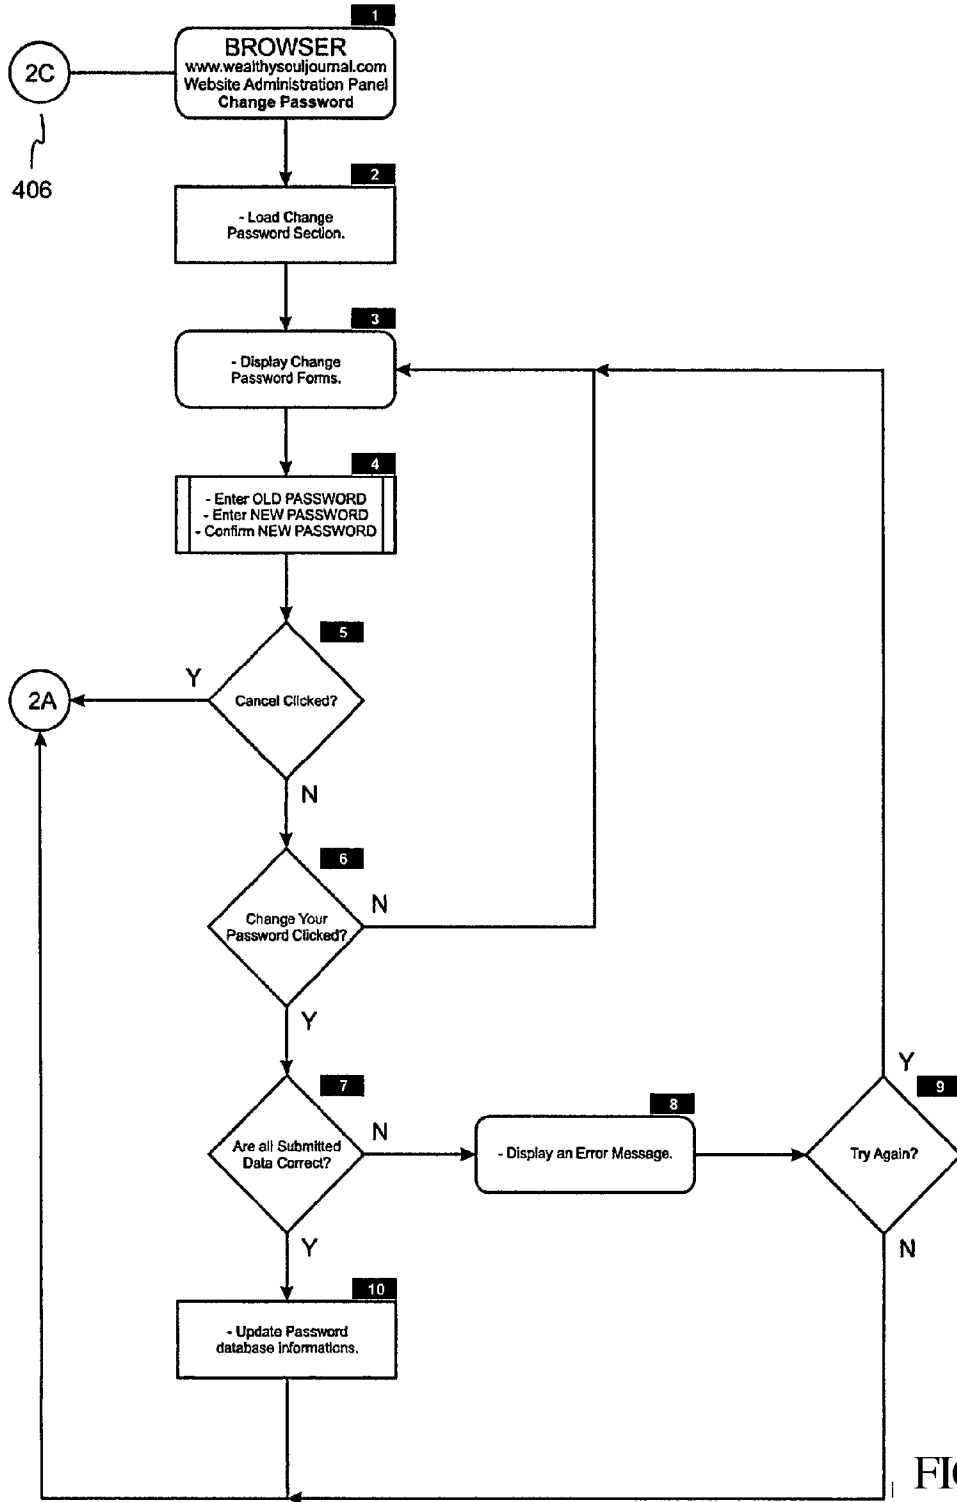 1
BROWSER
www.wealthysouljournal.com
Website Administration Panel
Change Password
2C
406
2
- Load Change
Password Section.
3
- Display Change
Password Forms.
4
- Enter OLD PASSWORD
- Enter NEW PASSWORD
- Confirm NEW PASSWORD
5
Cancel Clicked?
Y
2A
N
6
Change Your
Password Clicked?
N
Y
7
Are all Submitted
Data Correct?
N
8
- Display an Error Message.
Y
9
Try Again?
N
Y
10
- Update Password
database informations.